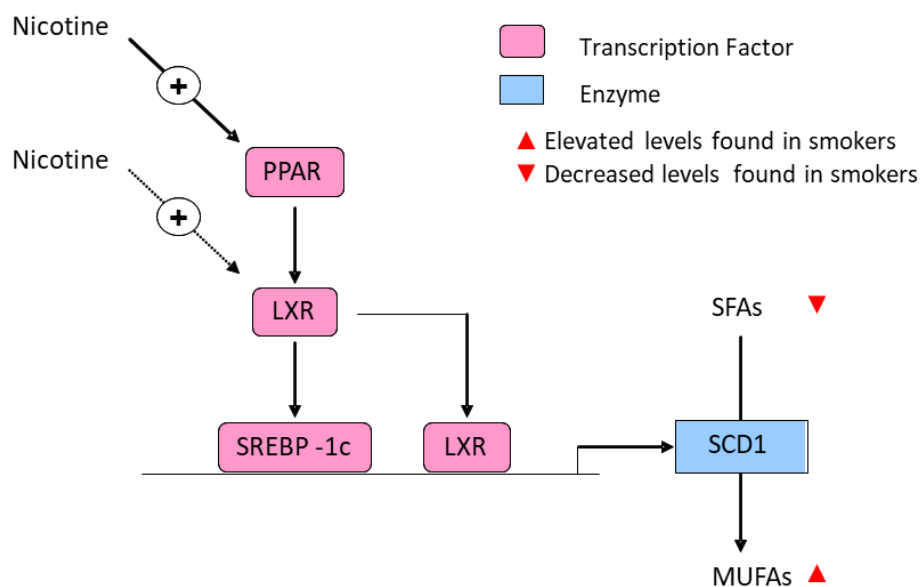 Nicotine
Transcription Factor
+
Enzyme
Elevated levels found in smokers
Nicotine
PPAR
Decreased levels found in smokers
+
LXR
SFAs
SREBP -1c
LXR
SCD1
MUFAs